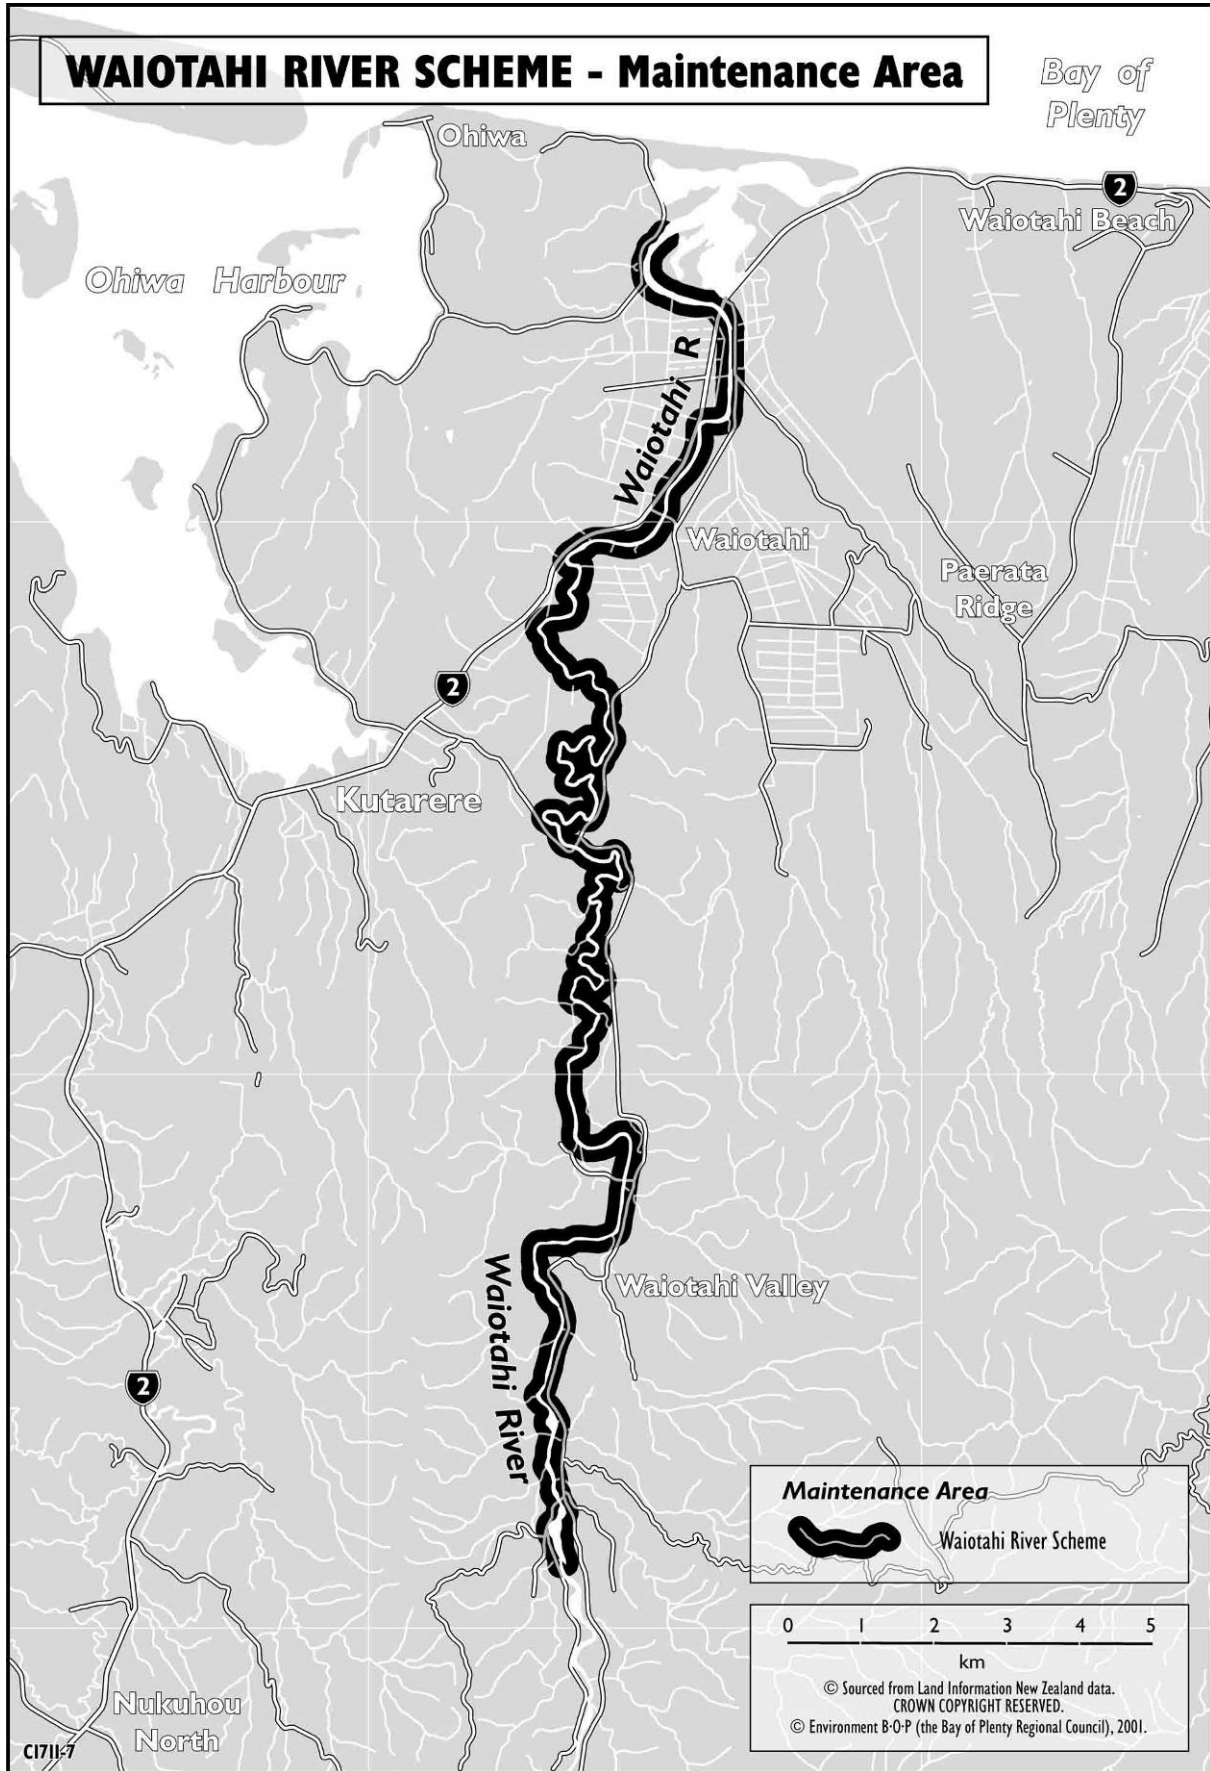 WAIOTAHI RIVER SCHEME - Maintenance Area
Bay of
Plenty
Ohiwa
2
Waiotahi Beach
Ohiwa Harbour
Waiotahi R
Waiotahi
Paerata
Ridge
2
Kutarere
Waiotahi Valley
Waiotahi River
2
Maintenance Area
Waiotahi River Scheme
0 1 2 3 4 5
km
© Sourced from Land Information New Zealand data.
CROWN COPYRIGHT RESERVED.
© Environment B·O·P (the Bay of Plenty Regional Council), 2001.
Nukuhou
North
C1711-7